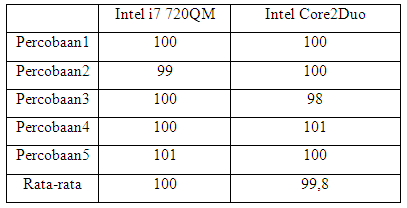 Intel i7 720QM Intel Core2Duo
Percobaan1 100 100
Percobaan2 99 100
Percobaan3 100 98
Percobaan4 100 101
Percobaan5 101 100
Rata-rata 100 99,8